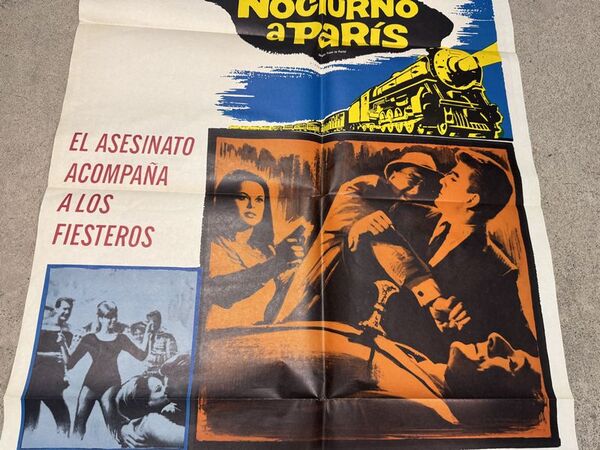 NOCTURNO
a PARÍS
EL ASESINATO
ACOMPAÑA
A LOS
FIESTEROS